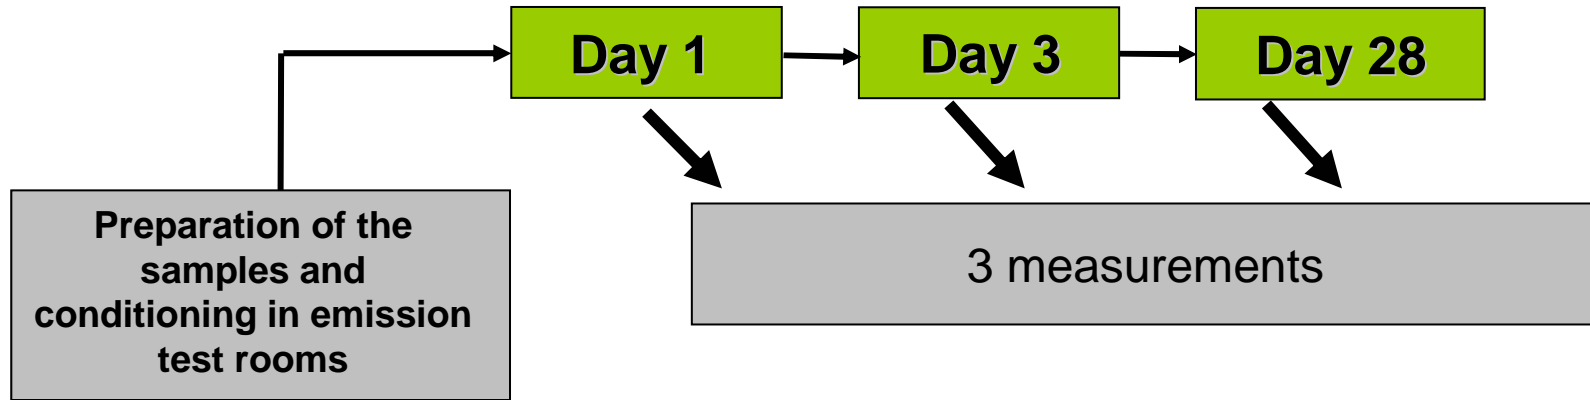 Day 1
Day 3
Day 28
Preparation of the
samples and
conditioning in emission
test rooms
3 measurements